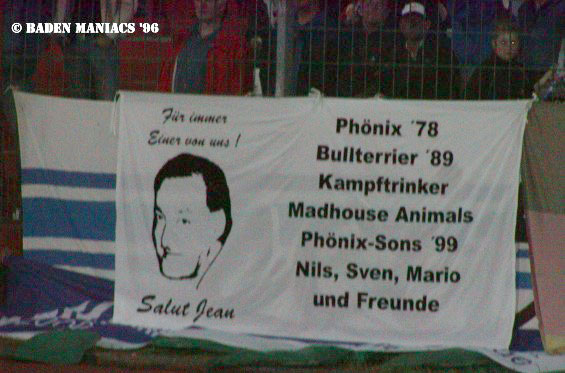 © BADEN MANIACS '96
Für immer
Einer von uns !
Salut Jean
Phönix ´78
Bullterrier ´89
Kampftrinker
Madhouse Animals
Phönix-Sons ´99
Nils, Sven, Mario
und Freunde